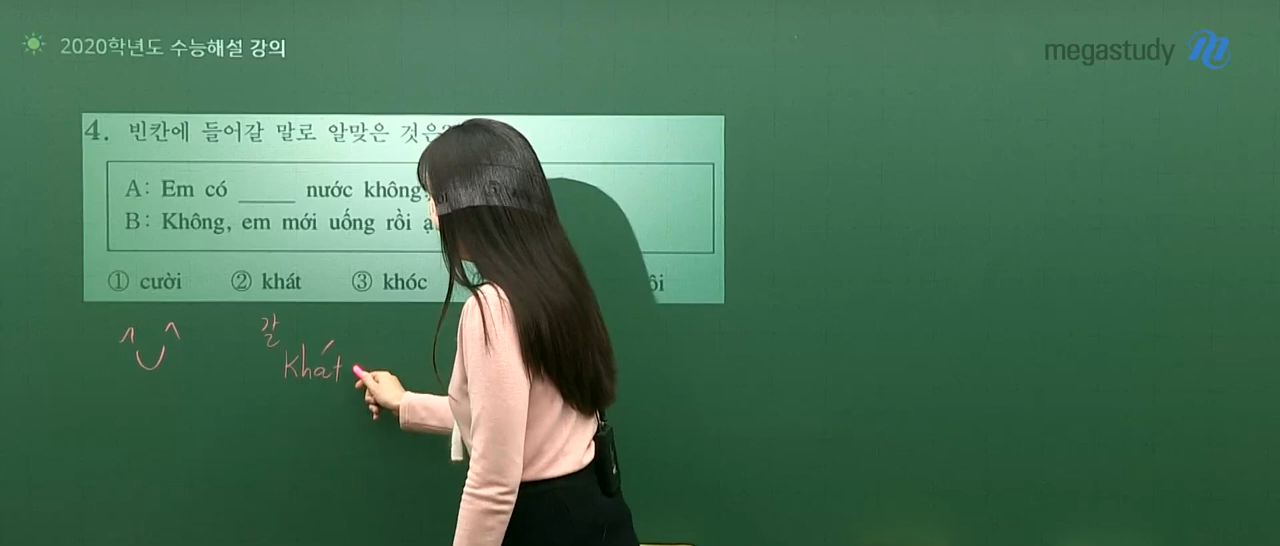 2020학년도 수능해설 강의
megastudy
4. 빈칸에 들어갈 말로 알맞은 것은?
A: Em có ____ nước không
B: Không, em mới uống rồi ạ
① cười ② khát ③ khóc
갈
Khát